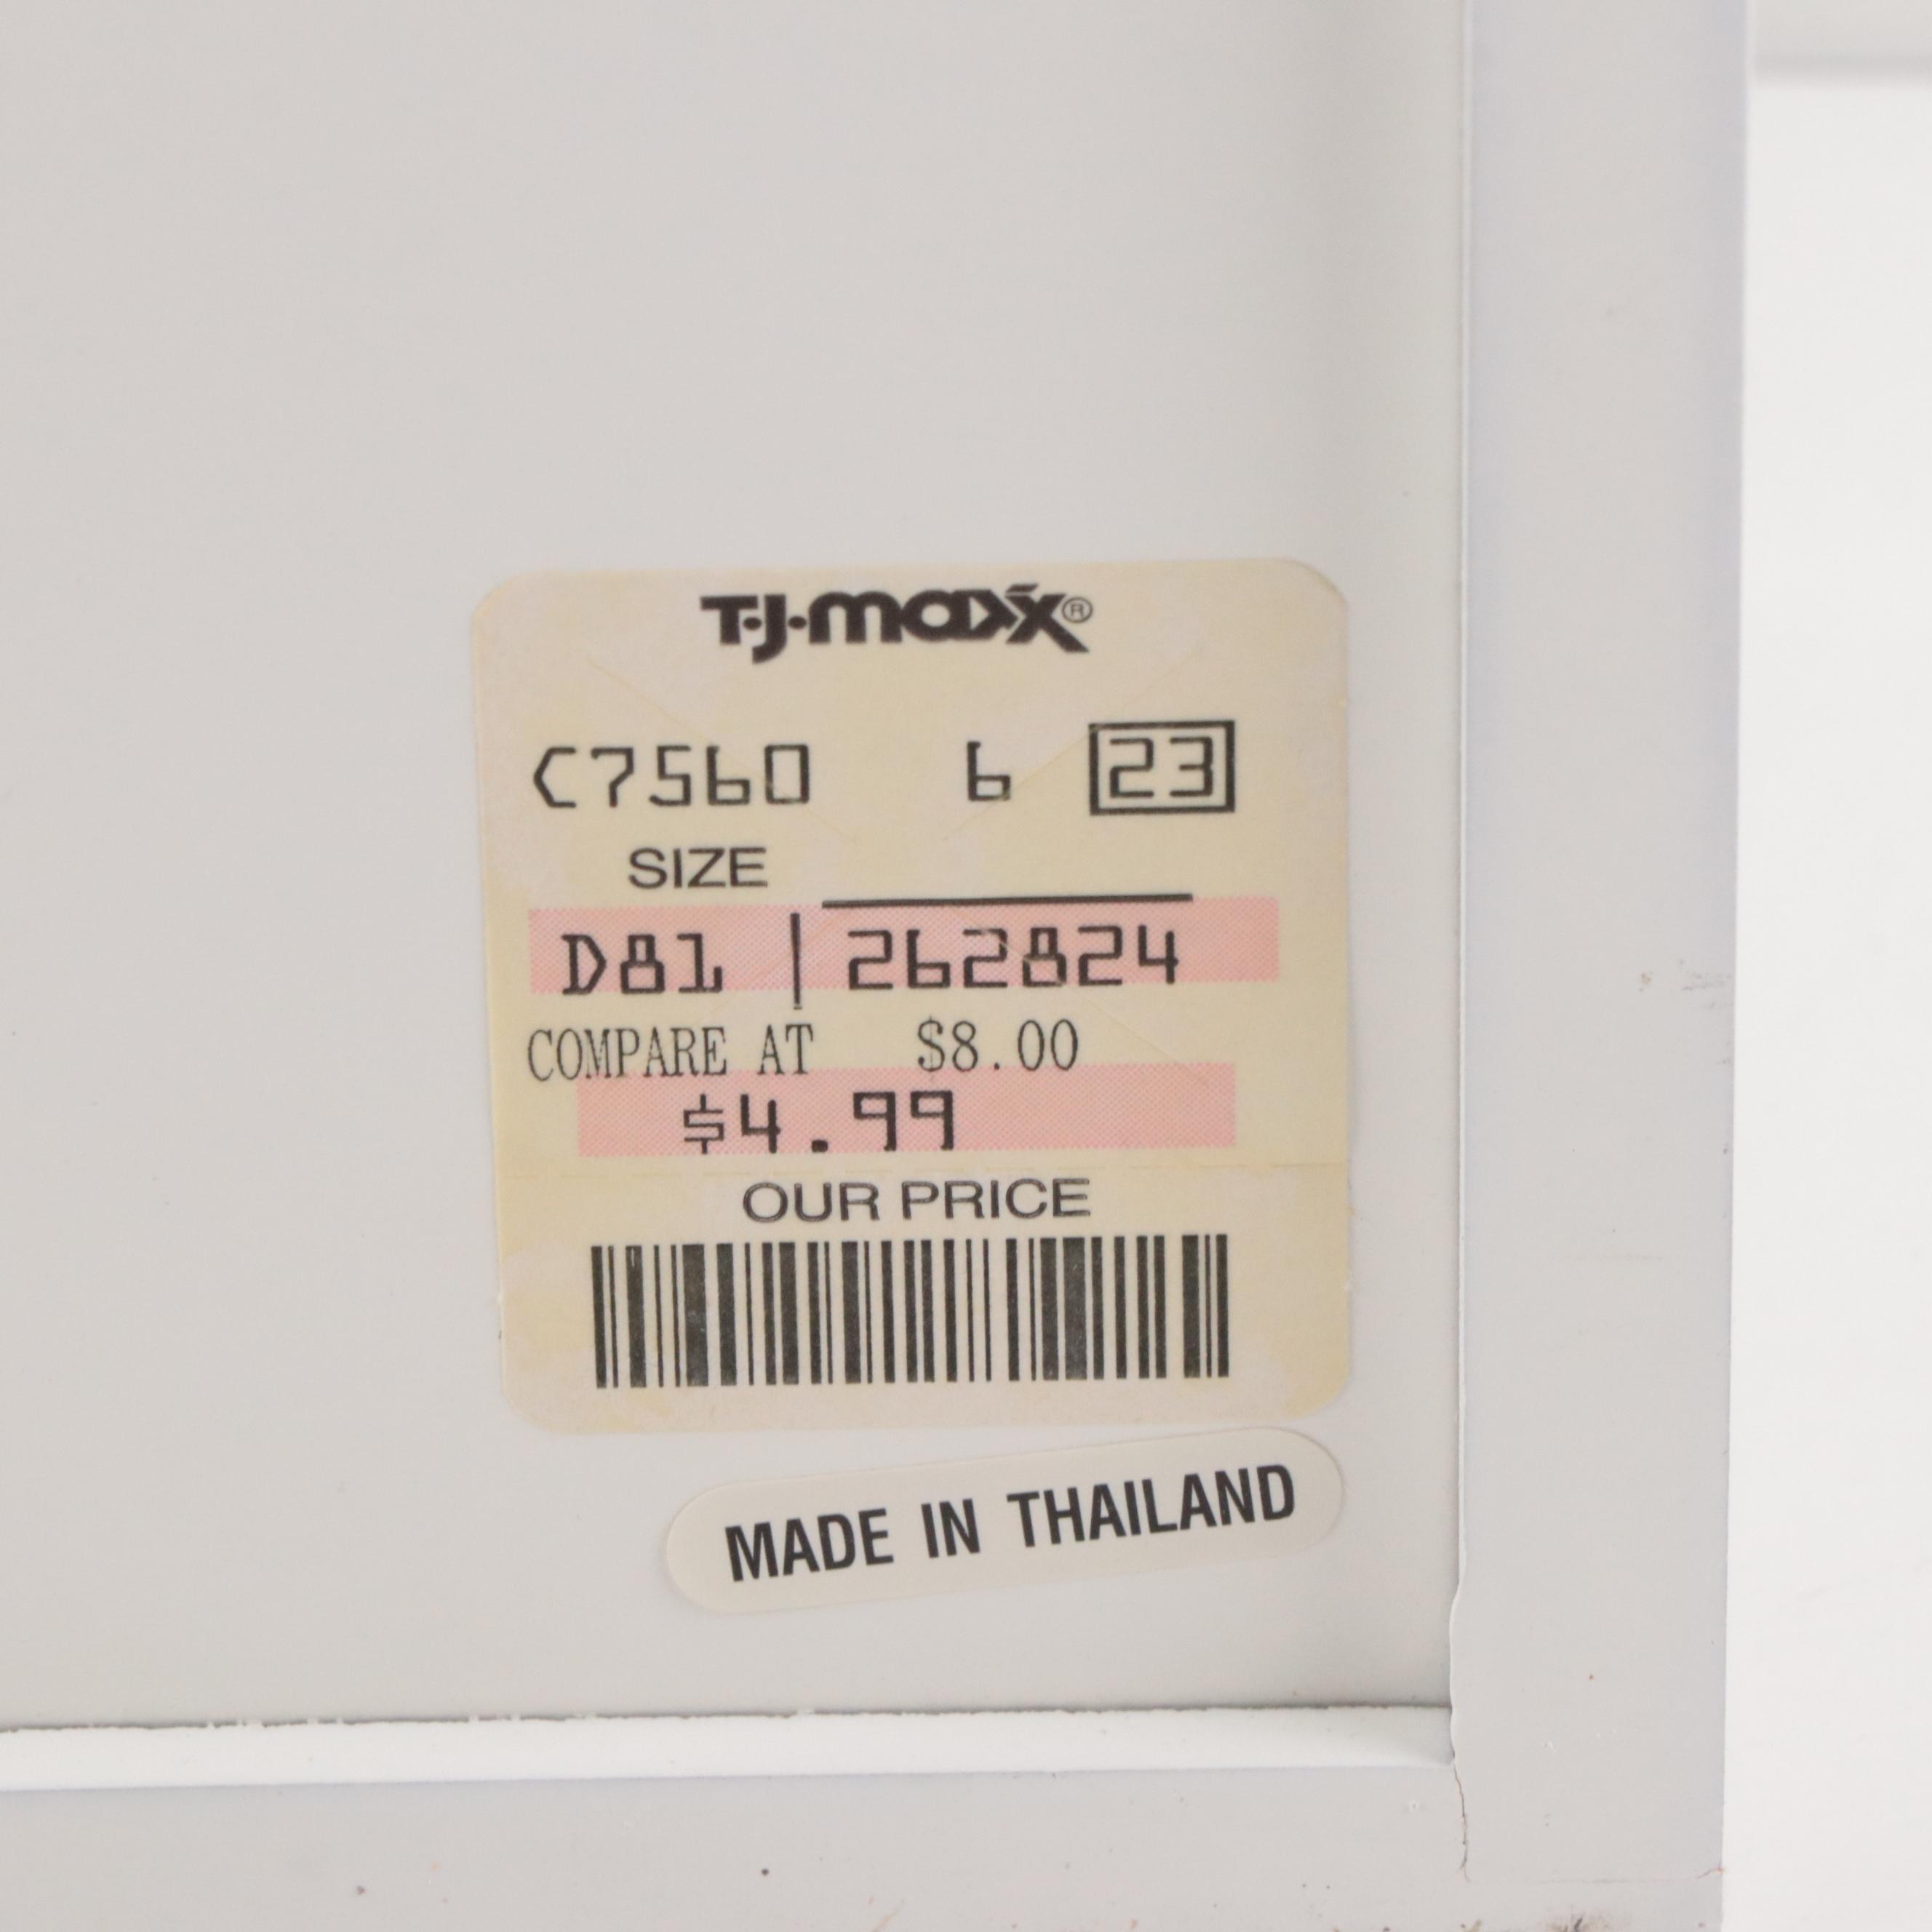 T·J·maxx®
C7560 6 23
SIZE
D81 | 262824
COMPARE AT $8.00
$4.99
OUR PRICE
MADE IN THAILAND